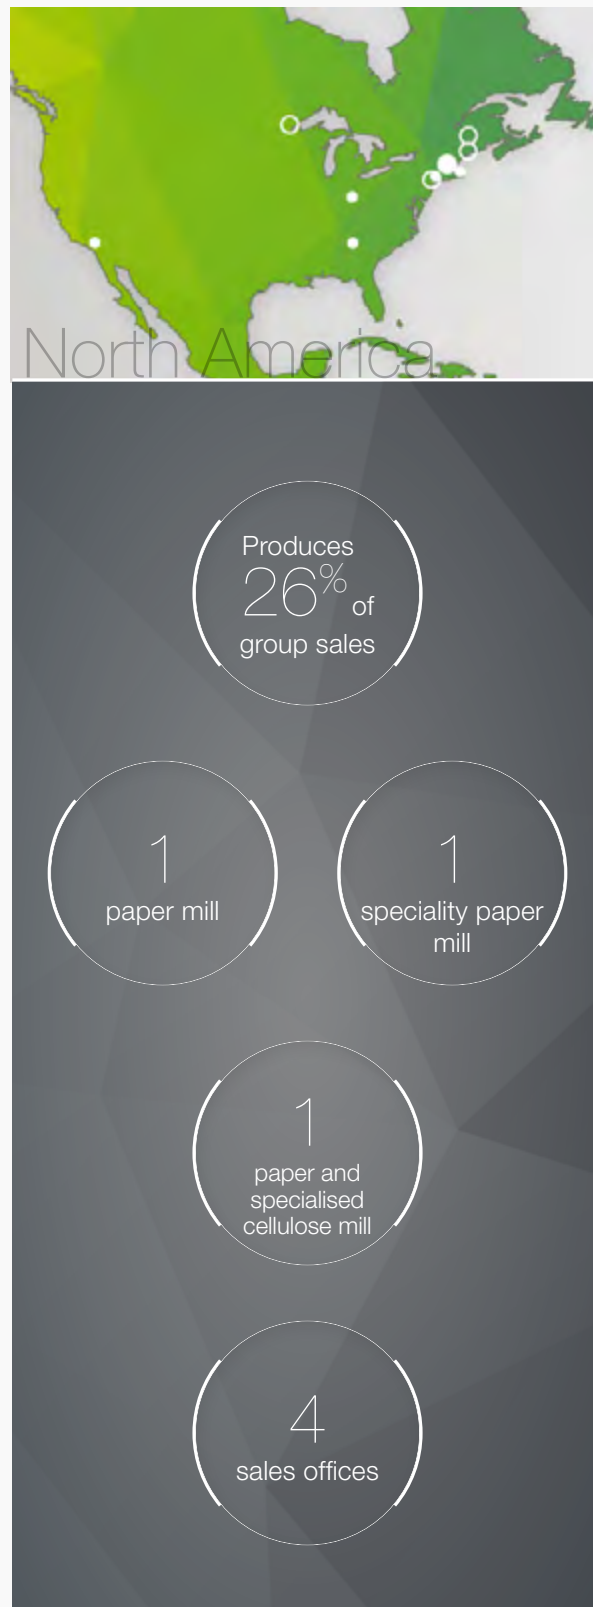 North America
Produces
26% of
group sales
1
paper mill
1
speciality paper
mill
1
paper and
specialised
cellulose mill
4
sales offices